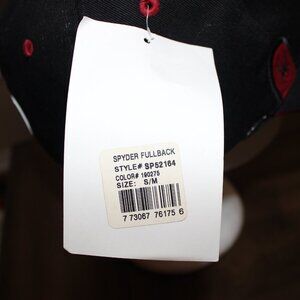 SPYDER FULLBACK
STYLE# SP52164
COLOR# 190275
SIZE: S/M
7 73067 76175 6